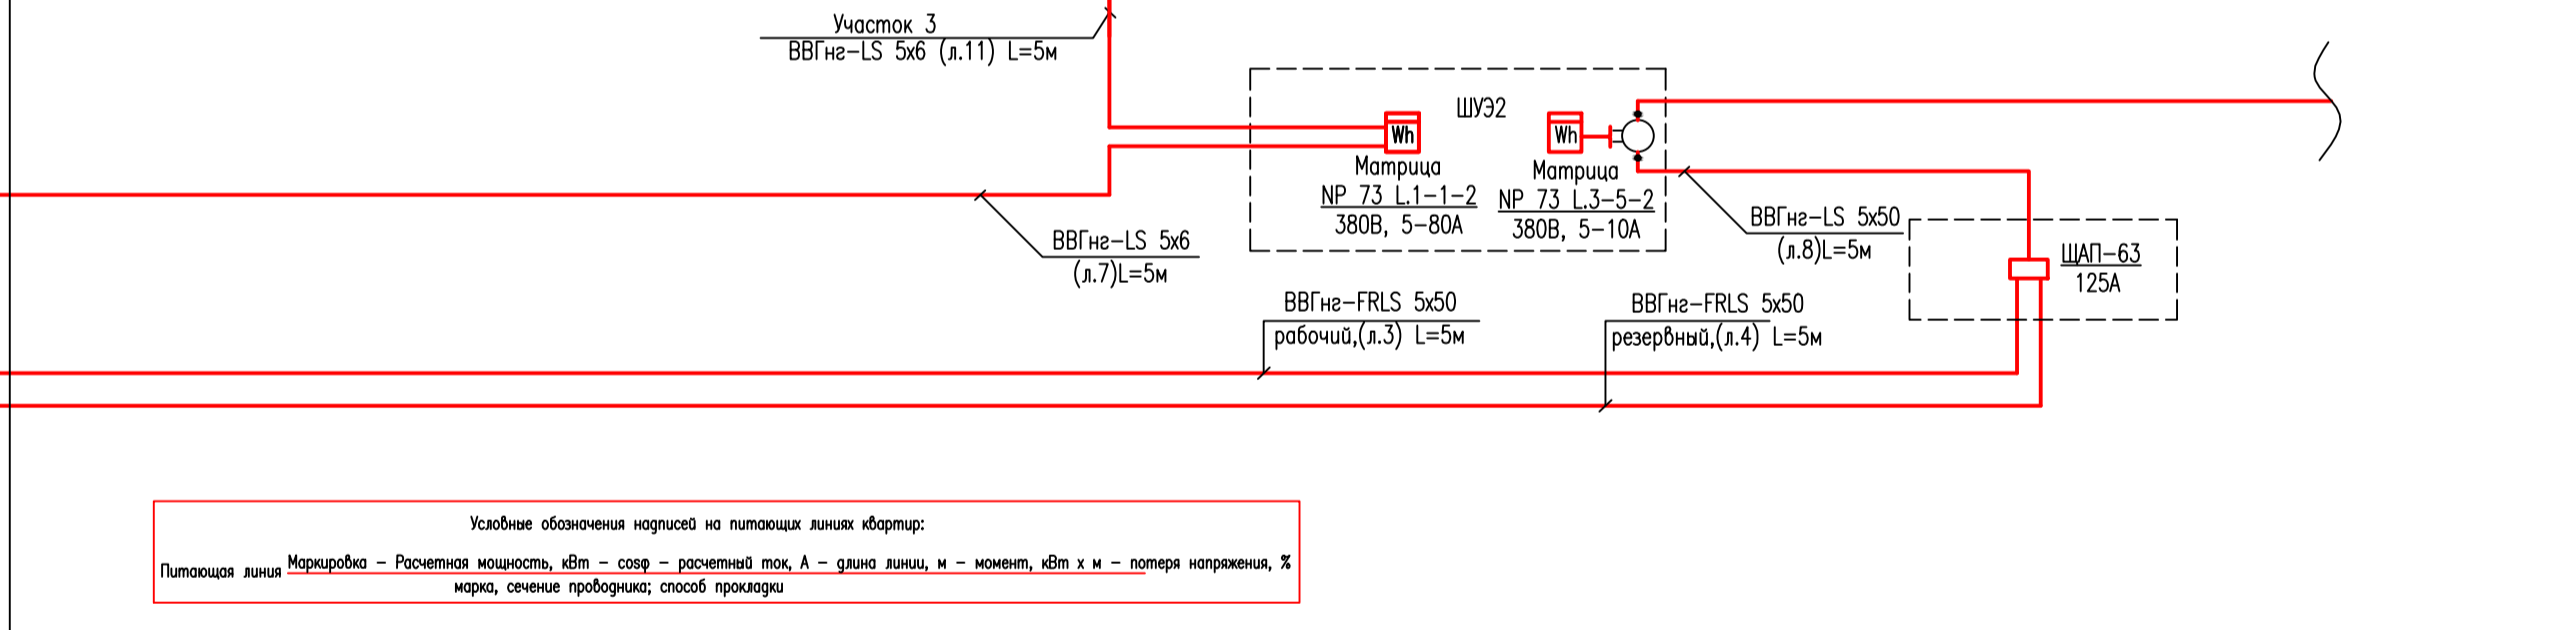 Участок 3
ВВГнг-LS 5х6 (л.11) L=5м
ШУЭ2
Wh
Wh
Матрица
NP 73 L.1-1-2
380В, 5-80А
Матрица
NP 73 L.3-5-2
380В, 5-10А
ВВГнг-LS 5х6
(л.7)L=5м
ВВГнг-LS 5х50
(л.8)L=5м
ЩАП-63
125А
ВВГнг-FRLS 5х50
рабочий,(л.3) L=5м
ВВГнг-FRLS 5х50
резервный,(л.4) L=5м
Условные обозначения надписей на питающих линиях квартир:
Питающая линия
Маркировка - Расчетная мощность, кВт - cosφ - расчетный ток, А - длина линии, м - момент, кВт х м - потеря напряжения, %
марка, сечение проводника; способ прокладки